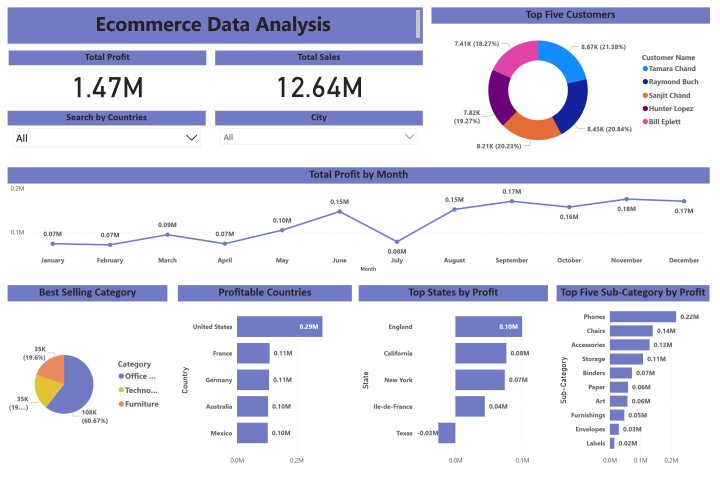 Ecommerce Data Analysis
Total Profit
1.47M
Total Sales
12.64M
Search by Countries
All
City
All
Top Five Customers
7.41K (18.27%)
8.67K (21.38%)
7.82K
(19.27%)
8.21K (20.23%)
8.45K (20.84%)
Customer Name
Tamara Chand
Raymond Buch
Sanjit Chand
Hunter Lopez
Bill Eplett
Total Profit by Month
0.2M
0.1M
0.07M
0.07M
0.09M
0.07M
0.10M
0.15M
0.08M
0.15M
0.17M
0.16M
0.18M
0.17M
January
February
March
April
May
June
July
August
September
October
November
December
Month
Best Selling Category
35K
(19.6%)
35K
(19....)
108K
(60.67%)
Category
Office ...
Techno...
Furniture
Profitable Countries
Country
United States 0.29M
France 0.11M
Germany 0.11M
Australia 0.10M
Mexico 0.10M
0.0M 0.2M
Top States by Profit
State
England 0.10M
California 0.08M
New York 0.07M
Ile-de-France 0.04M
Texas -0.03M
0.0M 0.1M
Top Five Sub-Category by Profit
Sub-Category
Phones 0.22M
Chairs 0.14M
Accessories 0.13M
Storage 0.11M
Binders 0.07M
Paper 0.06M
Art 0.06M
Furnishings 0.05M
Envelopes 0.03M
Labels 0.02M
0.0M 0.1M 0.2M